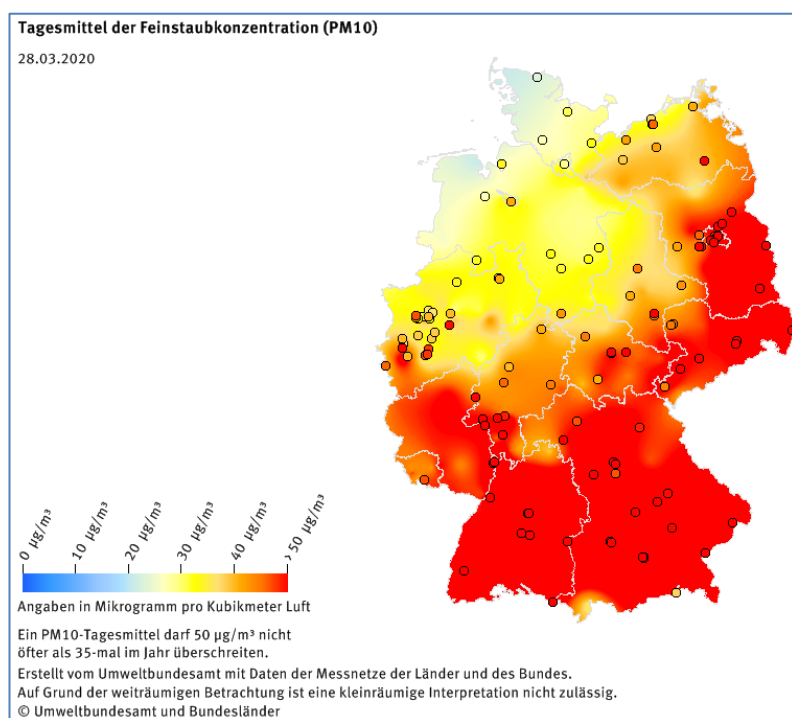 Tagesmittel der Feinstaubkonzentration (PM10)
28.03.2020
0 µg/m³
10 µg/m³
20 µg/m³
30 µg/m³
40 µg/m³
> 50 µg/m³
Angaben in Mikrogramm pro Kubikmeter Luft
Ein PM10-Tagesmittel darf 50 µg/m³ nicht
öfter als 35-mal im Jahr überschreiten.
Erstellt vom Umweltbundesamt mit Daten der Messnetze der Länder und des Bundes.
Auf Grund der weiträumigen Betrachtung ist eine kleinräumige Interpretation nicht zulässig.
© Umweltbundesamt und Bundesländer